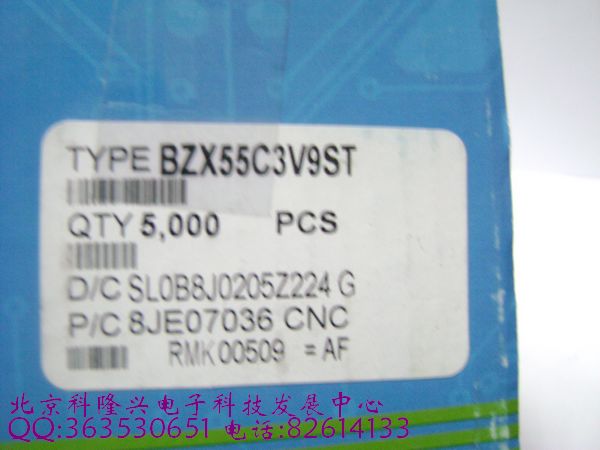 TYPE BZX55C3V9ST
QTY 5,000 PCS
D/C SL0B8J0205Z224 G
P/C 8JE07036 CNC
RMK 00509 = AF
北京科隆兴电子科技发展中心
QQ:363530651 电话:82614133